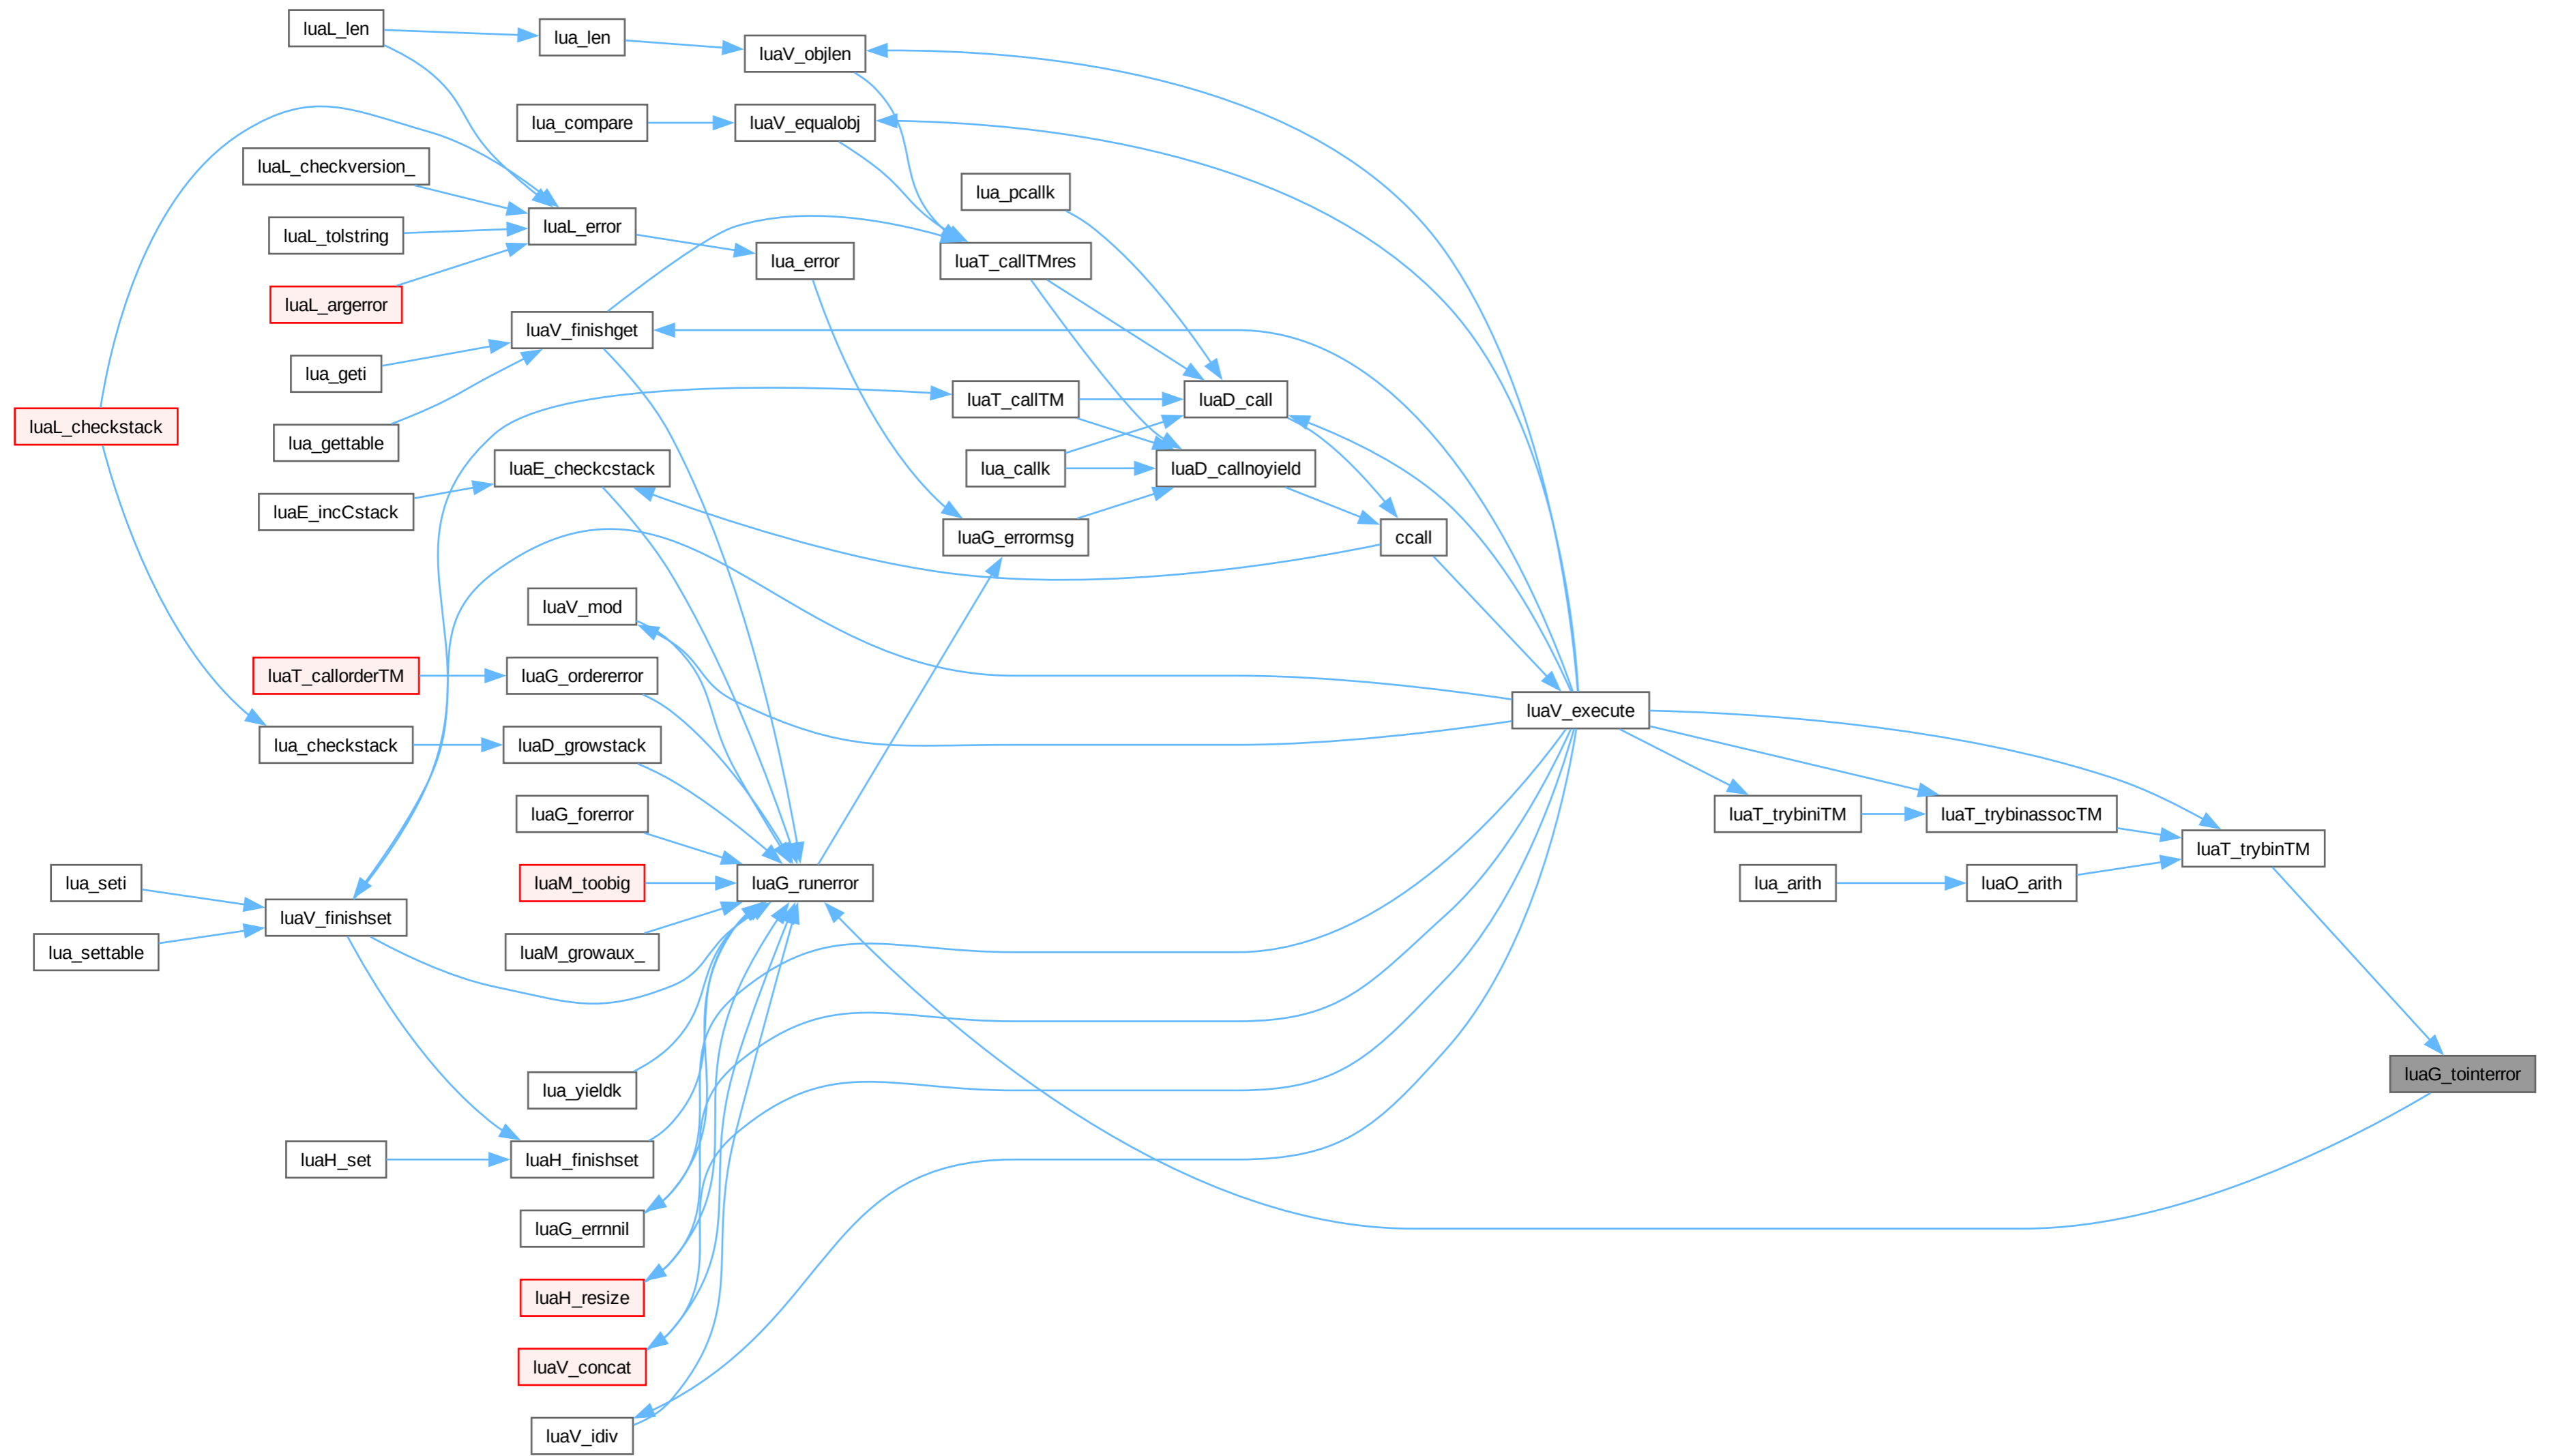 luaL_len
lua_len
luaV_objlen
lua_compare
luaV_equalobj
luaL_checkversion_
lua_pcallk
luaL_tolstring
luaL_error
lua_error
luaT_callTMres
luaL_argerror
luaV_finishget
lua_geti
luaT_callTM
luaD_call
luaL_checkstack
lua_gettable
luaE_checkcstack
lua_callk
luaD_callnoyield
luaE_incCstack
luaG_errormsg
ccall
luaV_mod
luaT_callorderTM
luaG_ordererror
luaV_execute
lua_checkstack
luaD_growstack
luaG_forerror
luaT_trybiniTM
luaT_trybinassocTM
luaT_trybinTM
lua_seti
luaM_toobig
luaG_runerror
lua_arith
luaO_arith
luaV_finishset
lua_settable
luaM_growaux_
luaG_tointerror
lua_yieldk
luaH_set
luaH_finishset
luaG_errnnil
luaH_resize
luaV_concat
luaV_idiv